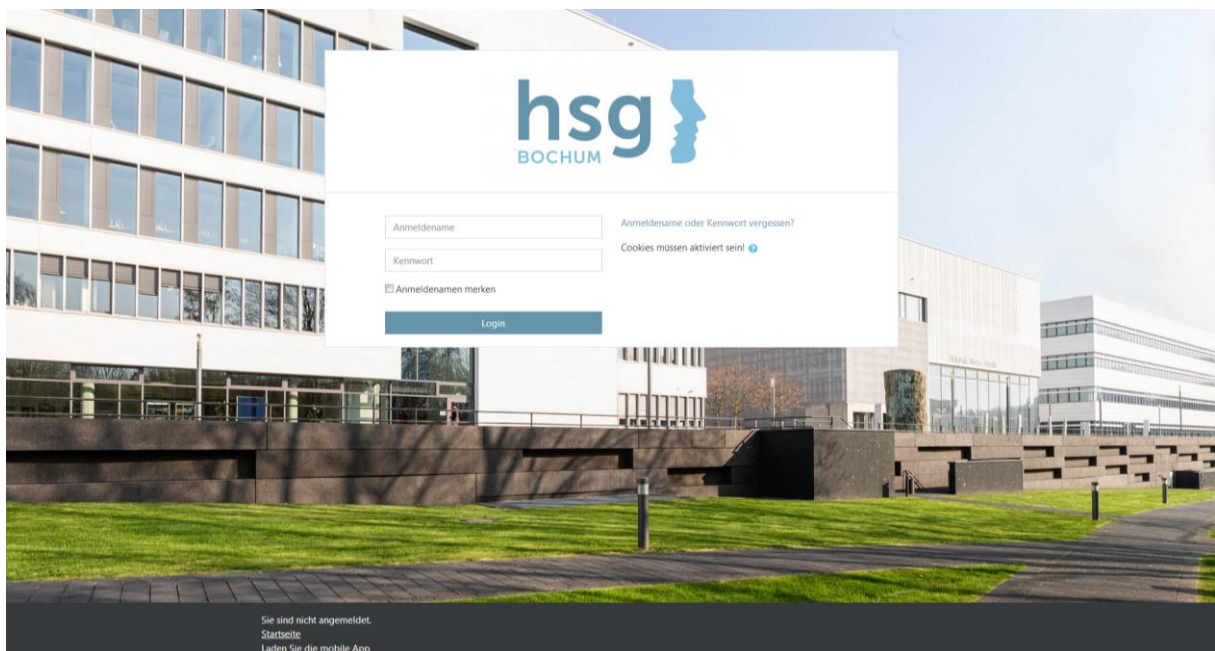 hsg
BOCHUM
Anmeldename
Kennwort
Anmeldenamen merken
Login
Anmeldename oder Kennwort vergessen?
Cookies müssen aktiviert sein!
Sie sind nicht angemeldet.
Startseite
Laden Sie die mobile App